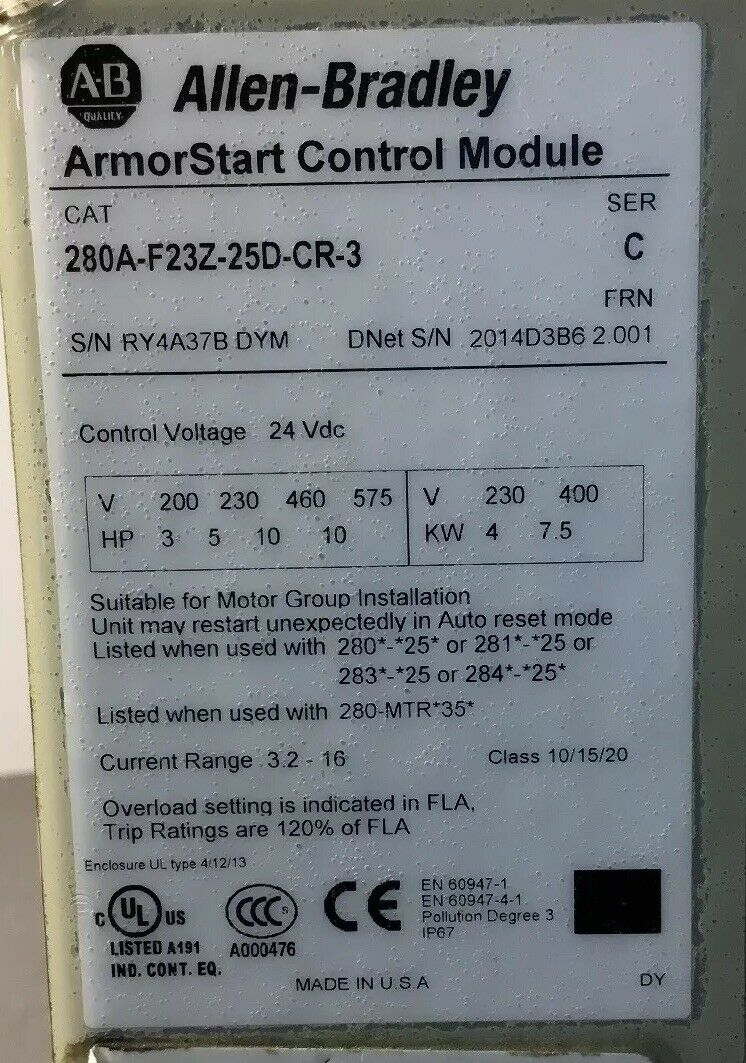 A-B
QUALITY
Allen-Bradley
ArmorStart Control Module
CAT SER
280A-F23Z-25D-CR-3 C
FRN
S/N RY4A37B DYM DNet S/N 2014D3B6 2.001
Control Voltage 24 Vdc
V 200 230 460 575 V 230 400
HP 3 5 10 10 KW 4 7.5
Suitable for Motor Group Installation
Unit may restart unexpectedly in Auto reset mode
Listed when used with 280*-*25* or 281*-*25 or
283*-*25 or 284*-*25*
Listed when used with 280-MTR*35*
Current Range 3.2 - 16 Class 10/15/20
Overload setting is indicated in FLA,
Trip Ratings are 120% of FLA
Enclosure UL type 4/12/13
C UL US CCC S CE EN 60947-1
EN 60947-4-1
Pollution Degree 3
IP67
LISTED A191 A000476
IND. CONT. EQ.
MADE IN U.S.A DY